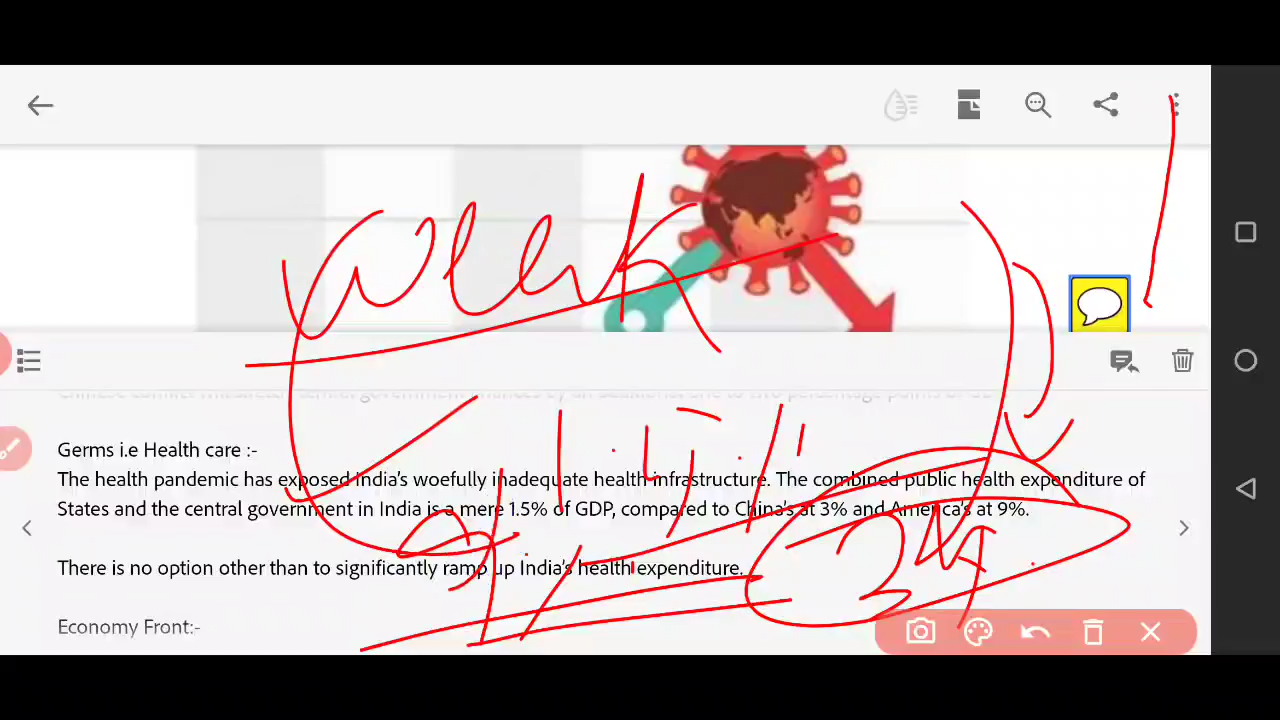 week
Germs i.e Health care :-
The health pandemic has exposed India's woefully inadequate health infrastructure. The combined public health expenditure of
States and the central government in India is a mere 1.5% of GDP, compared to China's at 3% and America's at 9%.
There is no option other than to significantly ramp up India's health expenditure.
Economy Front:-